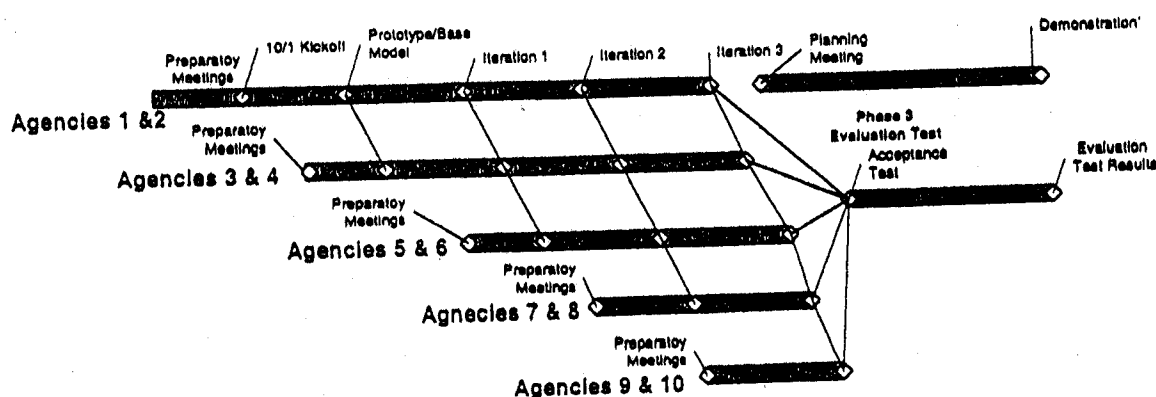 Demonstration'
Prototype/Base
Model
10/1 Kickoff
Preparatoy
Meetings
Iteration 1
Iteration 2
Iteration 3
Planning
Meeting
Agencies 1 &2
Preparatoy
Meetings
Agencies 3 & 4
Phase 3
Evaluation Test
Acceptance
Test
Evaluation
Test Results
Preparatoy
Meetings
Agencies 5 & 6
Preparatoy
Meetings
Agnecies 7 & 8
Preparatoy
Meetings
Agencies 9 & 10